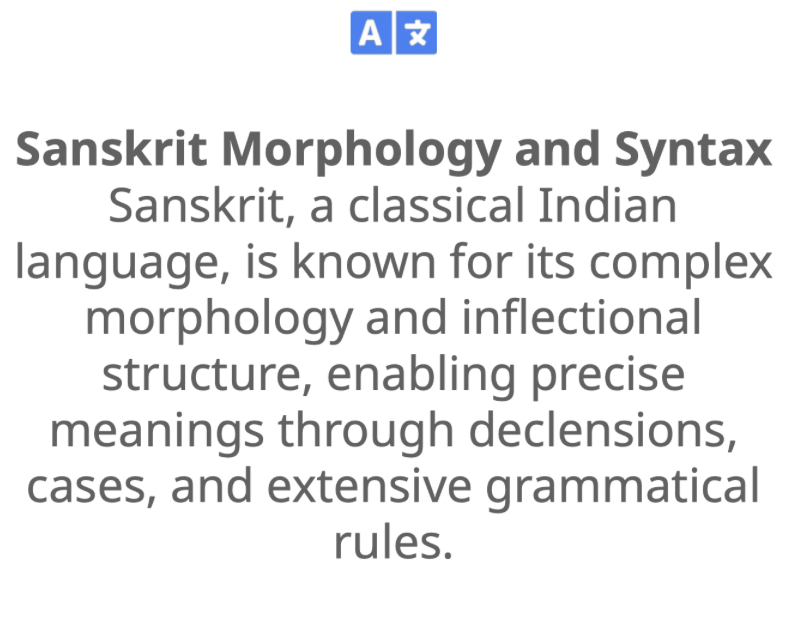 A 文
Sanskrit Morphology and Syntax
Sanskrit, a classical Indian
language, is known for its complex
morphology and inflectional
structure, enabling precise
meanings through declensions,
cases, and extensive grammatical
rules.